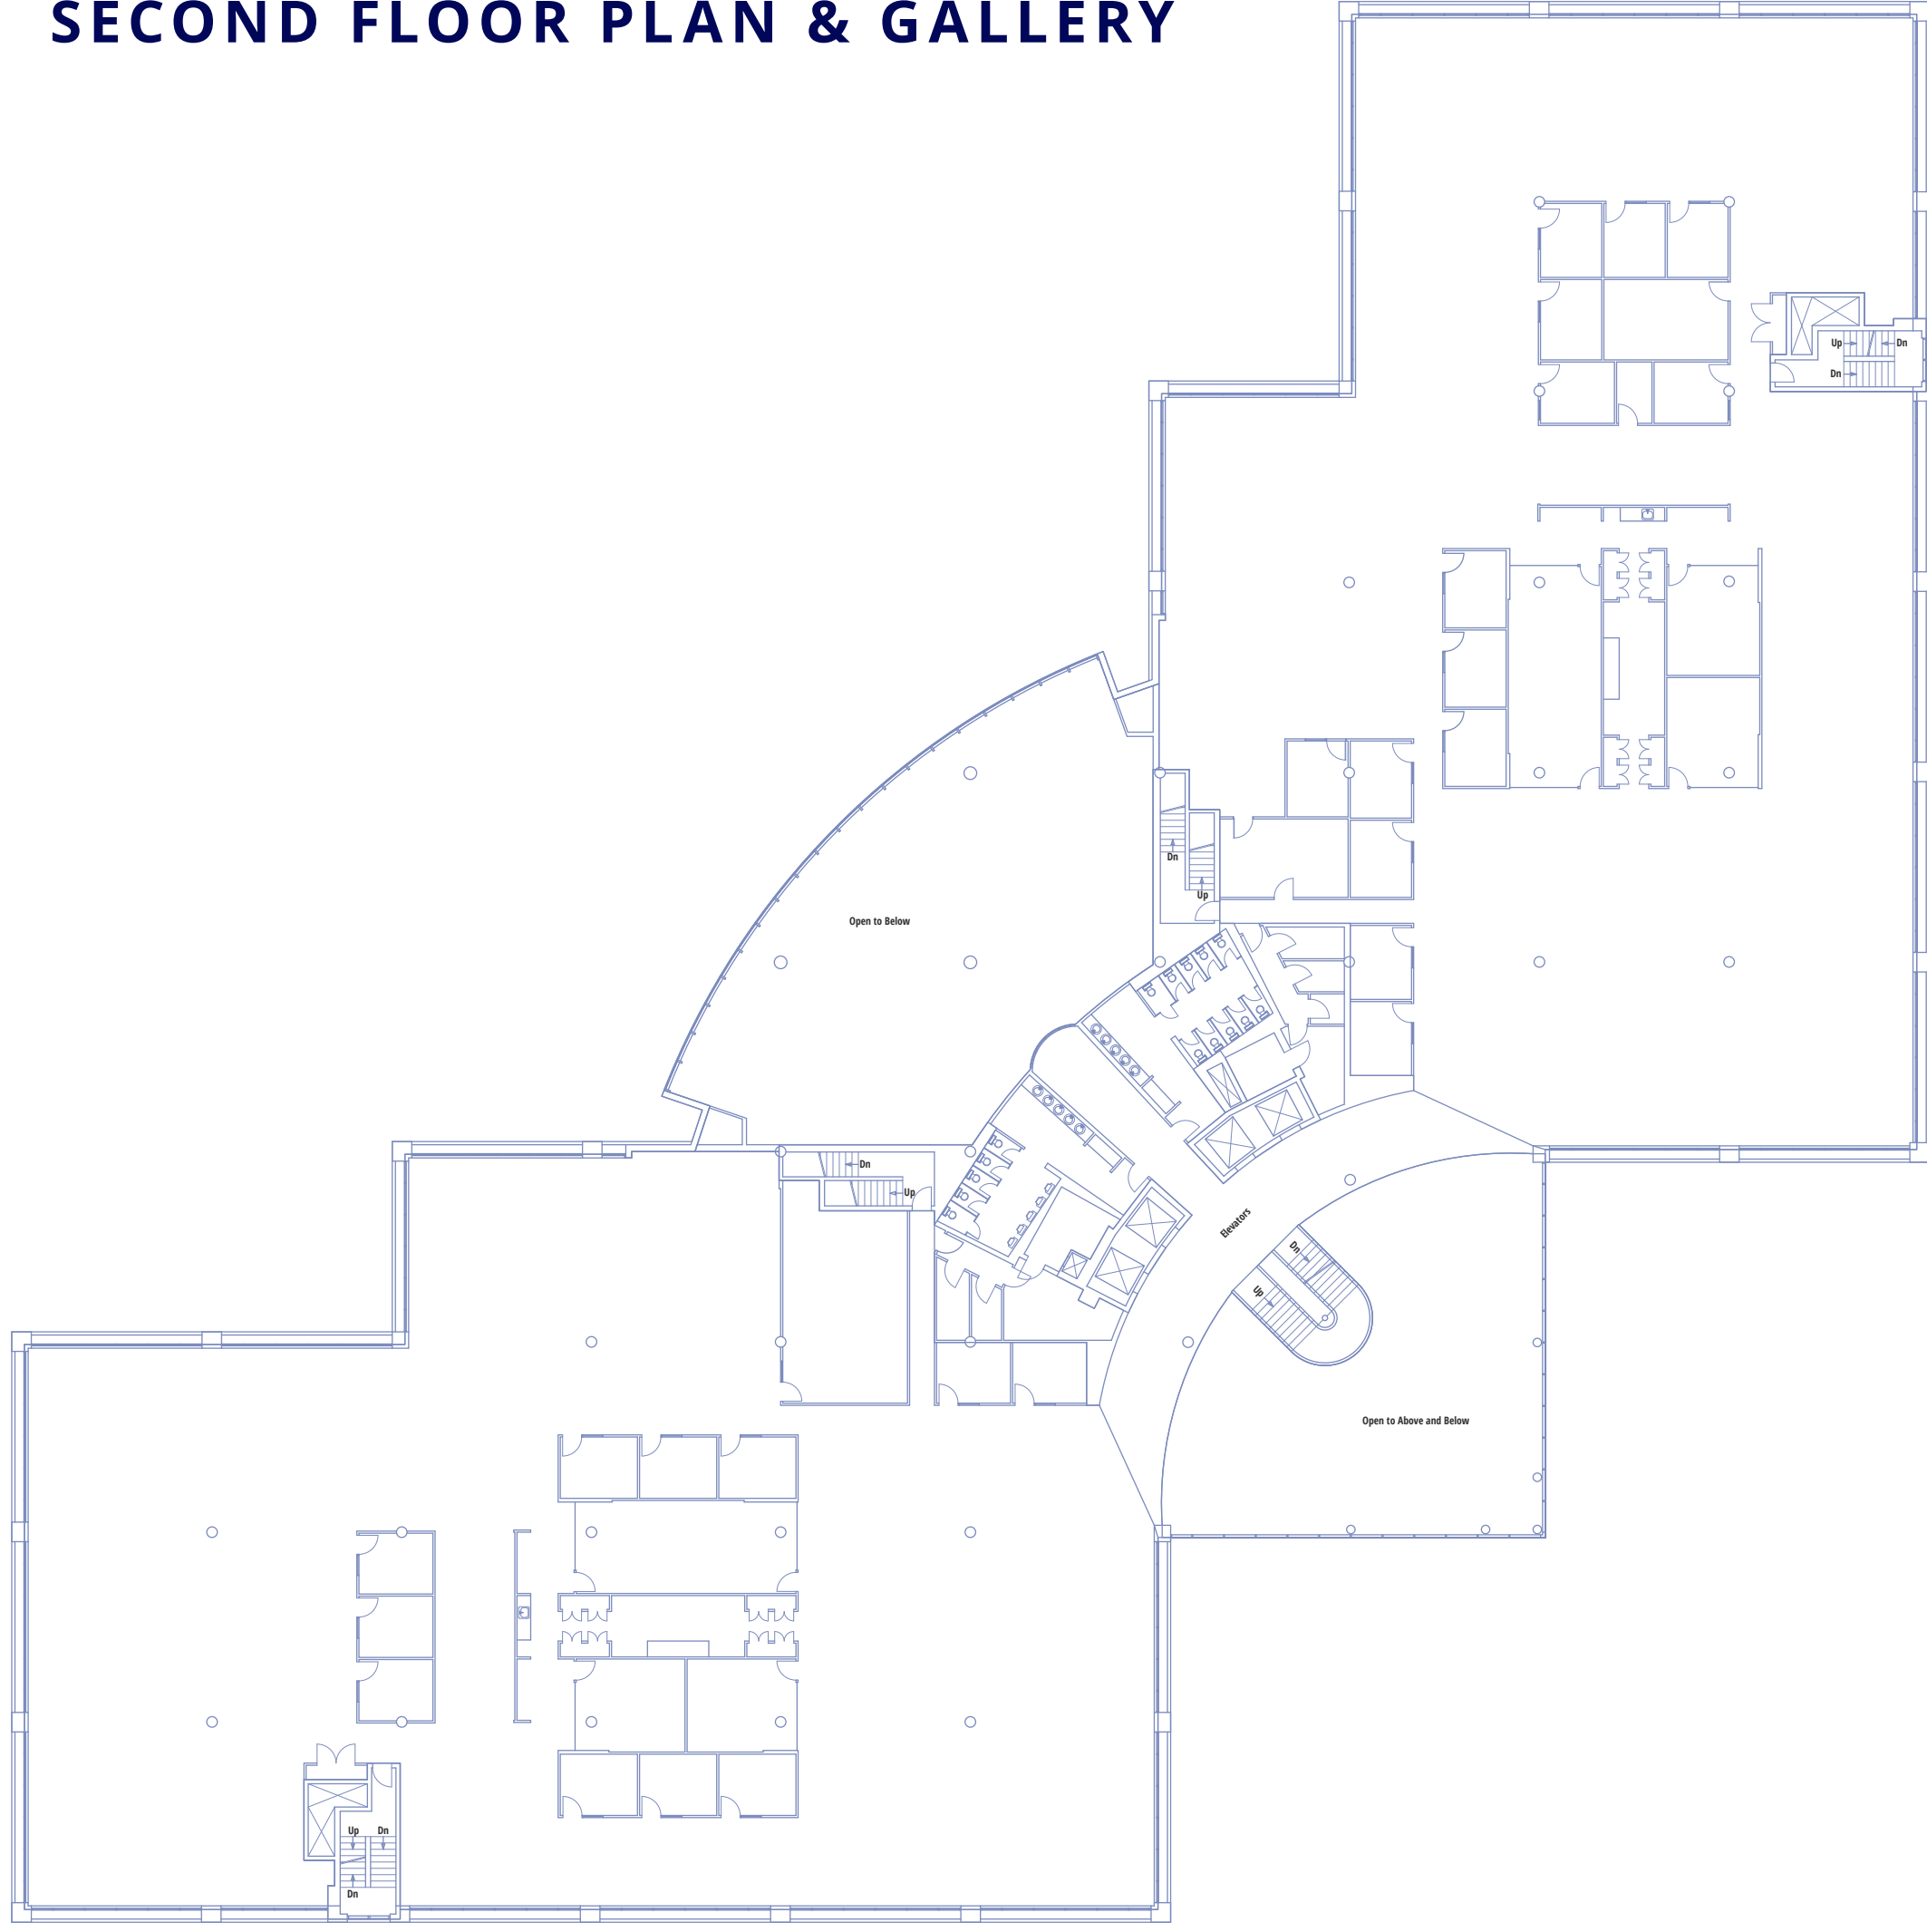 SECOND FLOOR PLAN & GALLERY
Up
Dn
Dn
Dn
Up
Open to Below
Dn
Up
Elevators
Dn
Up
Open to Above and Below
Up
Dn
Dn